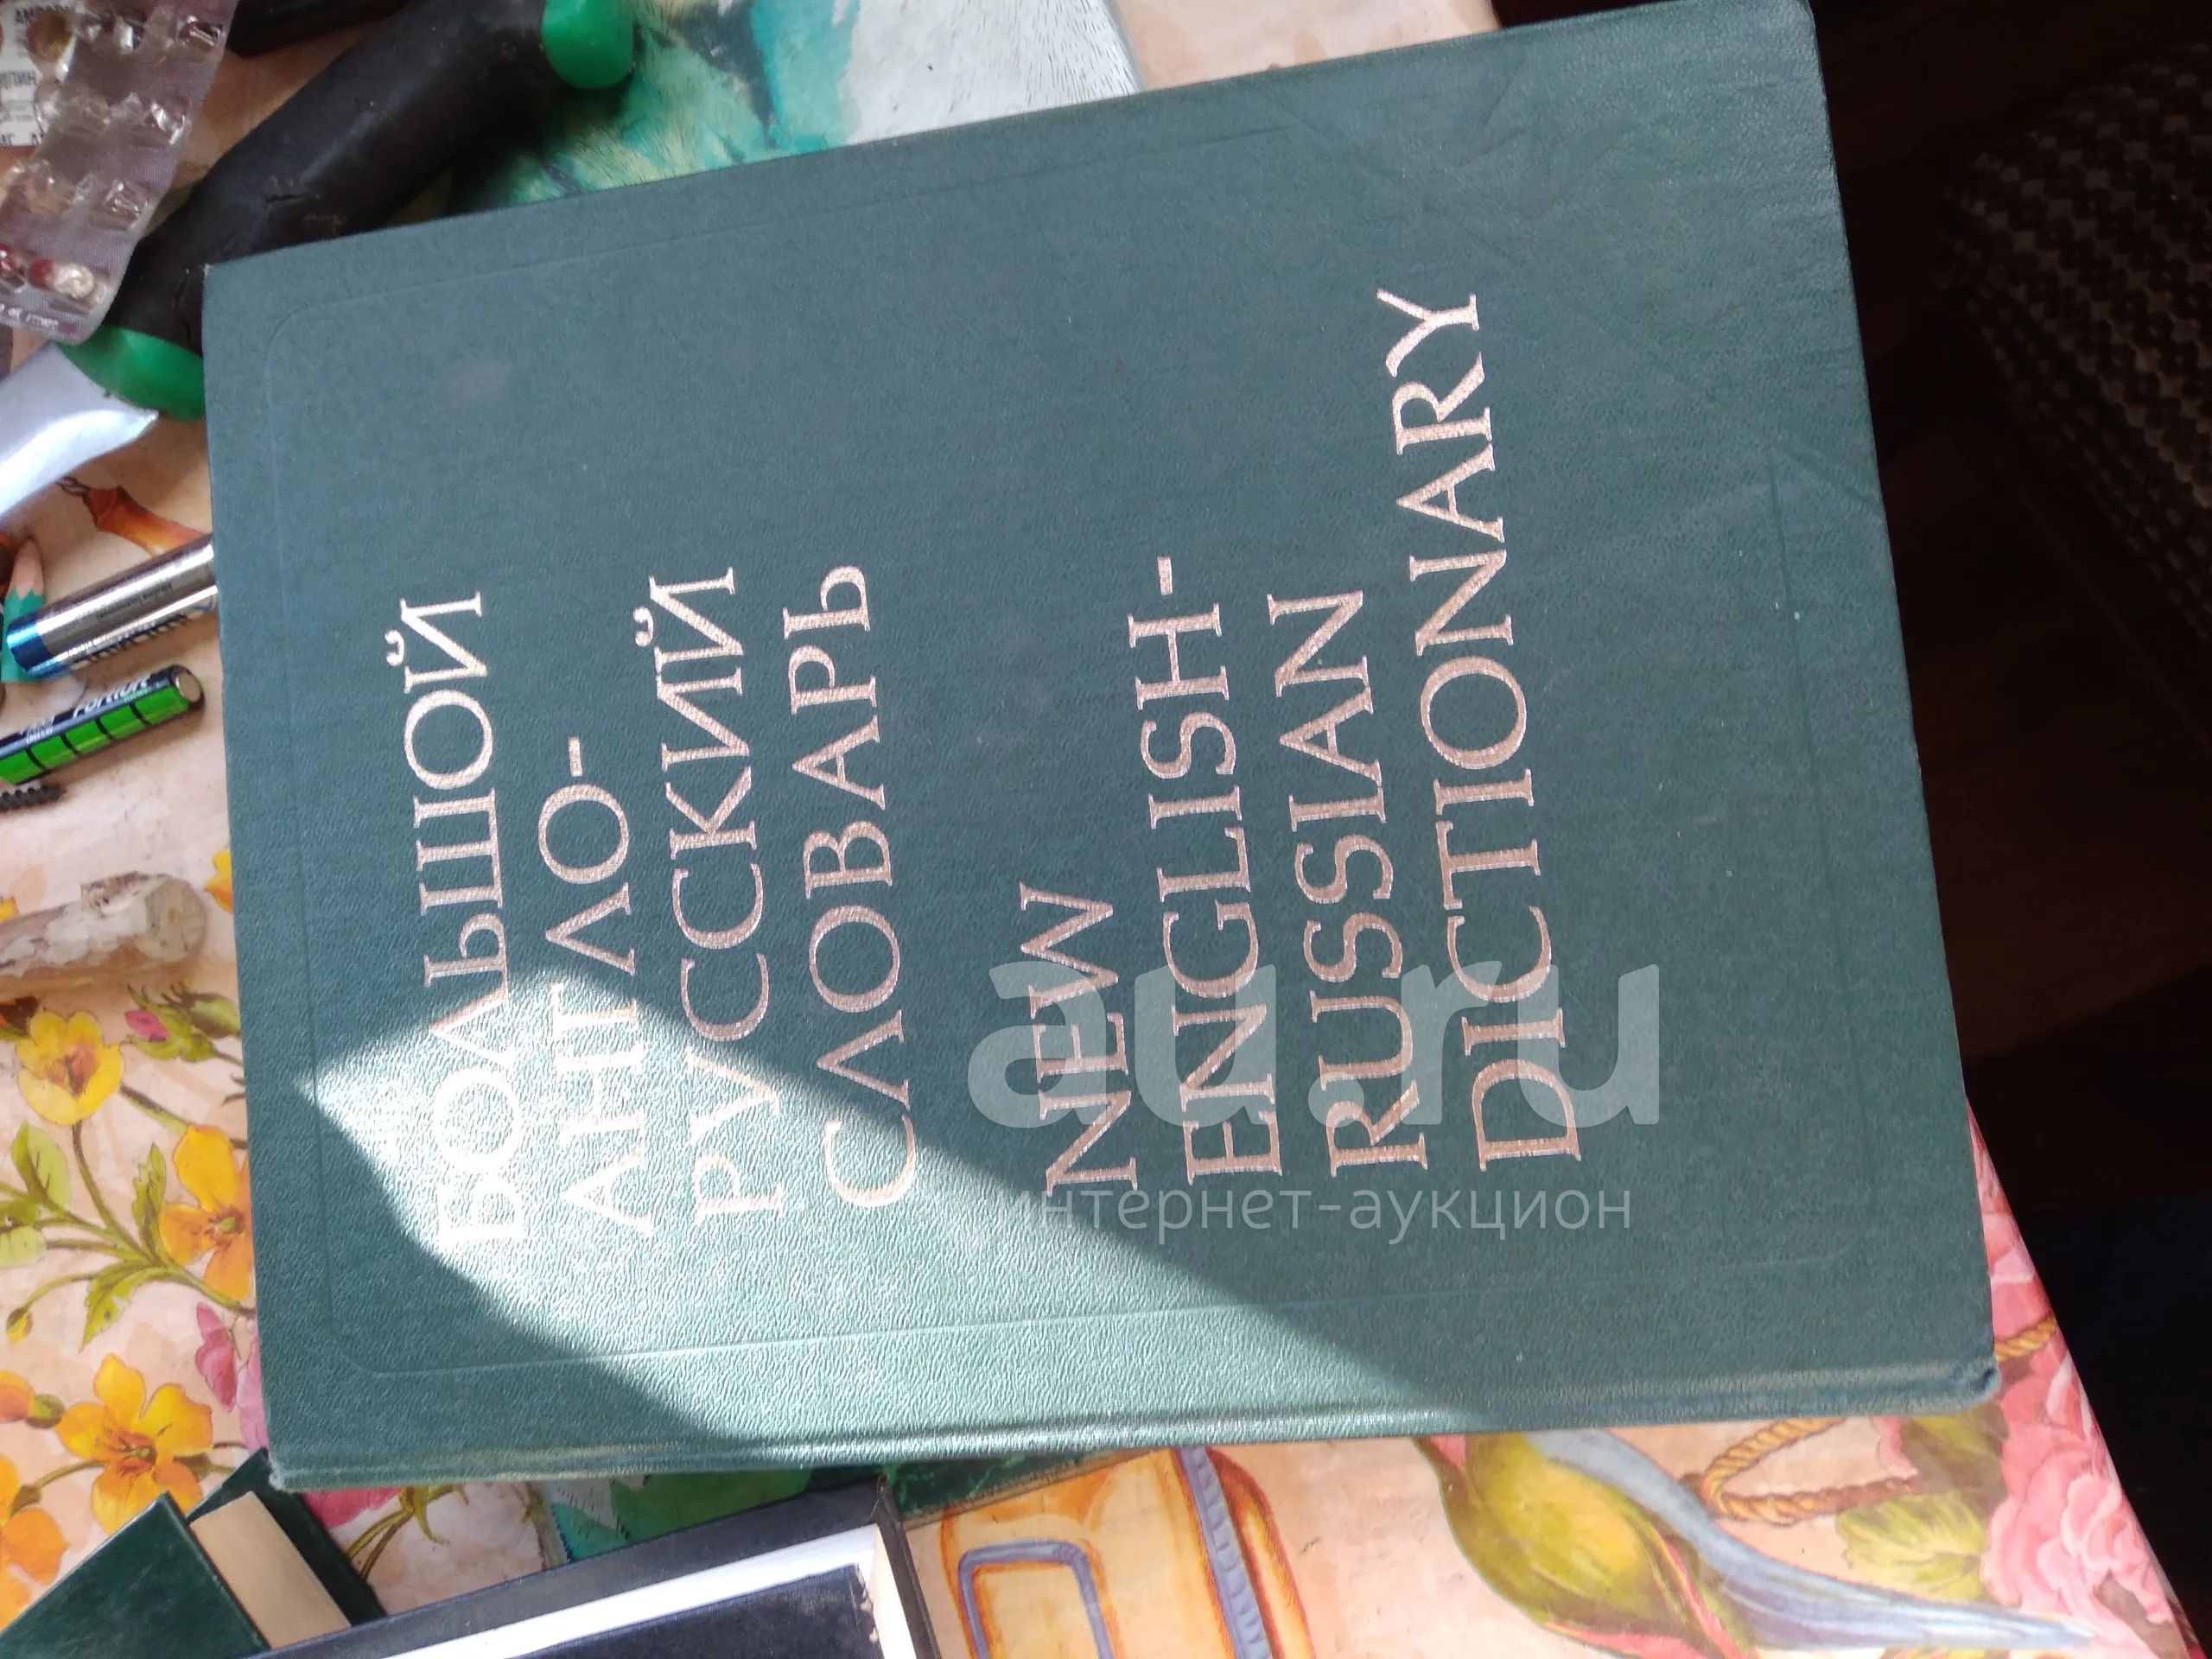 БОЛЬШОЙ
АНГЛО-
РУССКИЙ
СЛОВАРЬ
NEW
ENGLISH-
RUSSIAN
DICTIONARY
au.ru
интернет-аукцион